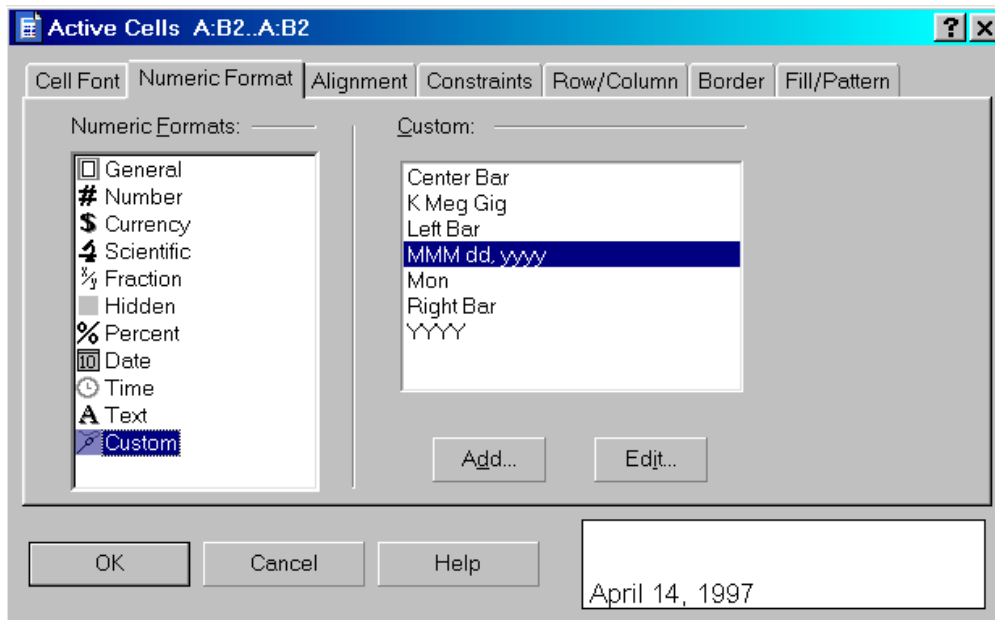 Active Cells A:B2..A:B2
? x
Cell Font Numeric Format Alignment Constraints Row/Column Border Fill/Pattern
Numeric Formats:
General
# Number
$ Currency
Scientific
x/y Fraction
Hidden
% Percent
10 Date
Time
A Text
Custom
Custom:
Center Bar
K Meg Gig
Left Bar
MMM dd, yyyy
Mon
Right Bar
YYYY
Add... Edit...
OK Cancel Help
April 14, 1997